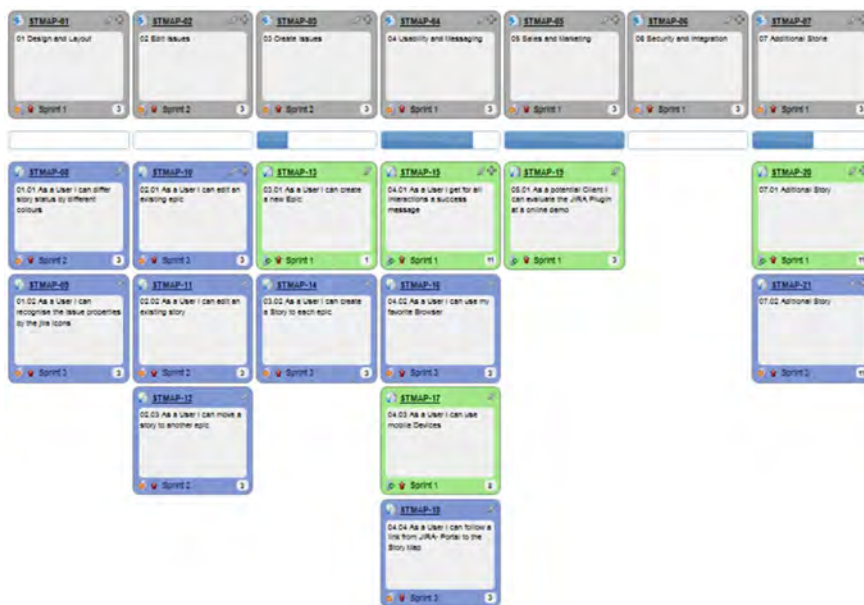 STMAP-01
01 Design and Layout
Sprint 1
3
STMAP-02
02 Edit Issues
Sprint 2
3
STMAP-03
03 Create Issues
Sprint 2
3
STMAP-04
04 Usability and Messaging
Sprint 1
3
STMAP-05
05 Sales and Marketing
Sprint 1
3
STMAP-06
06 Security and Integration
Sprint 1
3
STMAP-07
07 Additional Storie
Sprint 1
3
STMAP-08
01.01 As a User I can differ
story status by different
colours
Sprint 2
3
STMAP-10
02.01 As a User I can edit an
existing epic
Sprint 3
3
STMAP-13
03.01 As a User I can create
a new Epic
Sprint 1
1
STMAP-15
04.01 As a User I get for all
interactions a success
message
Sprint 1
11
STMAP-19
05.01 As a potential Client I
can evaluate the JIRA Plugin
at a online demo
Sprint 1
3
STMAP-20
07.01 Aditional Story
Sprint 1
11
STMAP-09
01.02 As a User I can
recognise the issue properties
by the jira icons
Sprint 3
3
STMAP-11
02.02 As a User I can edit an
existing story
Sprint 2
3
STMAP-14
03.02 As a User I can create
a Story to each epic
Sprint 3
3
STMAP-16
04.02 As a User I can use my
favorite Browser
Sprint 3
3
STMAP-21
07.02 Aditional Story
11
STMAP-12
02.03 As a User I can move a
story to another epic
Sprint 2
3
STMAP-17
04.03 As a User I can use
mobile Devices
Sprint 1
STMAP-18
04.04 As a User I can follow a
link from JIRA- Portal to the
Story Map
Sprint 3
3